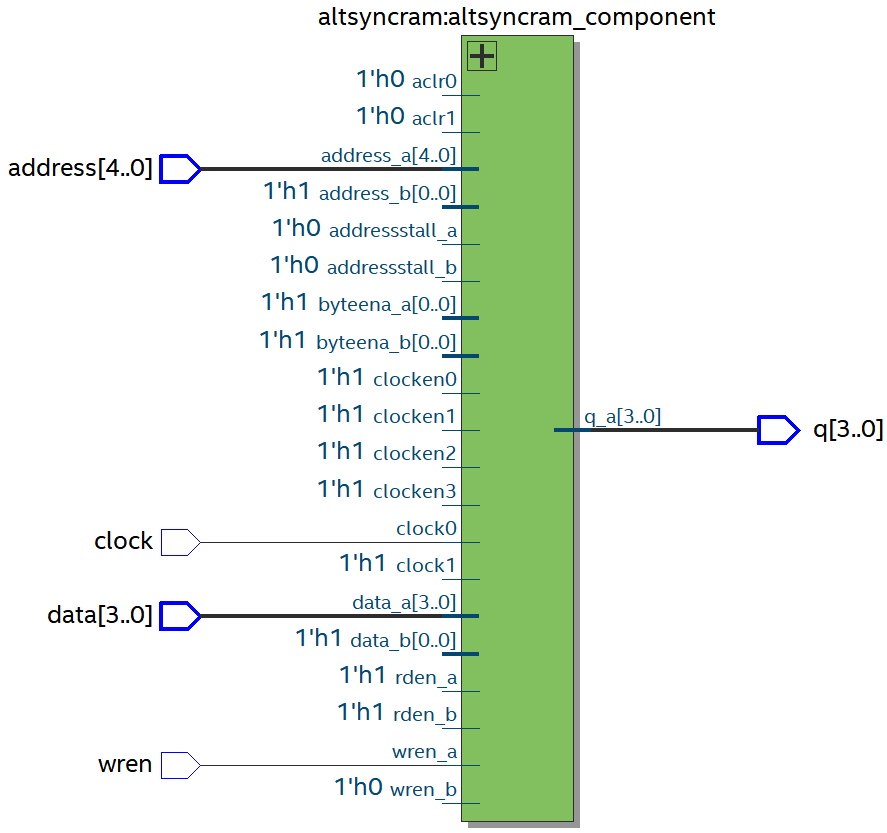 altsyncram:altsyncram_component
1'h0 aclr0
1'h0 aclr1
address[4..0] address_a[4..0]
1'h1 address_b[0..0]
1'h0 addressstall_a
1'h0 addressstall_b
1'h1 byteena_a[0..0]
1'h1 byteena_b[0..0]
1'h1 clocken0
1'h1 clocken1
q_a[3..0] q[3..0]
1'h1 clocken2
1'h1 clocken3
clock clock0
1'h1 clock1
data[3..0] data_a[3..0]
1'h1 data_b[0..0]
1'h1 rden_a
1'h1 rden_b
wren wren_a
1'h0 wren_b